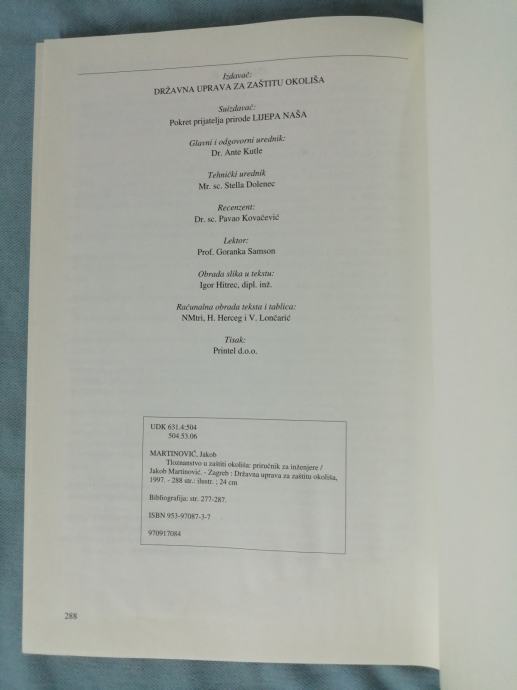 Izdavač:
DRŽAVNA UPRAVA ZA ZAŠTITU OKOLIŠA
Suizdavač:
Pokret prijatelja prirode LIJEPA NAŠA
Glavni i odgovorni urednik:
Dr. Ante Kutle
Tehnički urednik
Mr. sc. Stella Dolenec
Recenzent:
Dr. sc. Pavao Kovačević
Lektor:
Prof. Goranka Samson
Obrada slika u tekstu:
Igor Hitrec, dipl. inž.
Računalna obrada teksta i tablica:
NMtri, H. Herceg i V. Lončarić
Tisak:
Printel d.o.o.
UDK 631.4:504
504.53.06
MARTINOVIĆ, Jakob
Tloznanstvo u zaštiti okoliša: priručnik za inženjere /
Jakob Martinović. - Zagreb : Državna uprava za zaštitu okoliša,
1997. - 288 str.: ilustr. ; 24 cm
Bibliografija: str. 277-287.
ISBN 953-97087-3-7
970917084
288